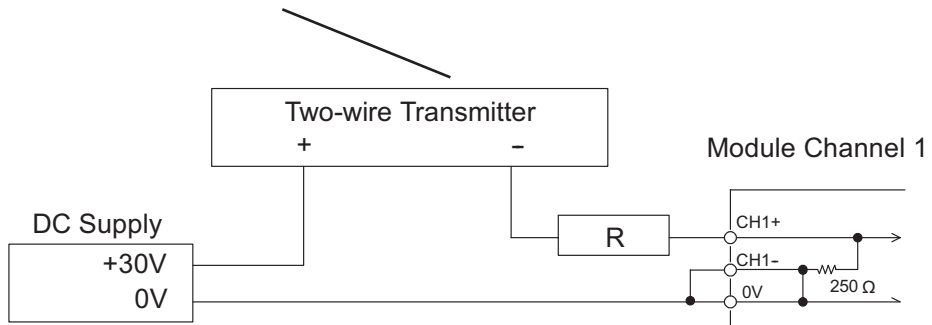 Two-wire Transmitter
+ −
Module Channel 1
DC Supply
+30V
0V
R
CH1+
CH1−
0V
250 Ω